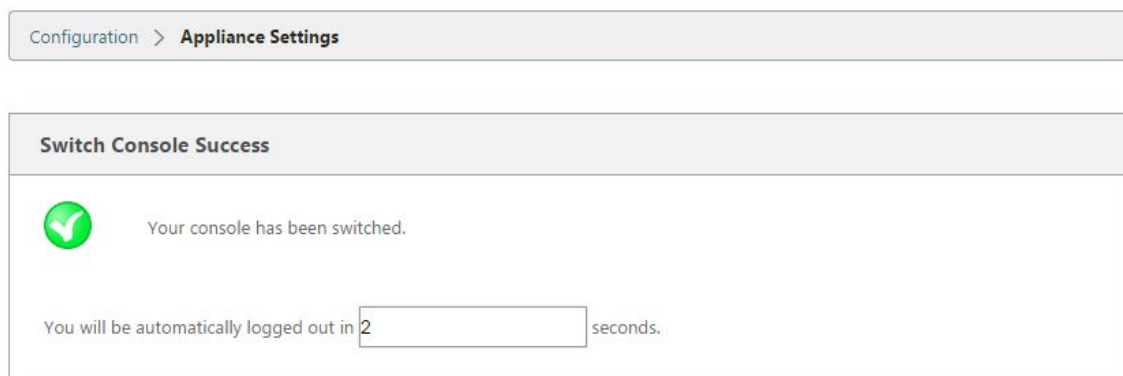 Configuration > Appliance Settings
Switch Console Success
Your console has been switched.
You will be automatically logged out in 2 seconds.